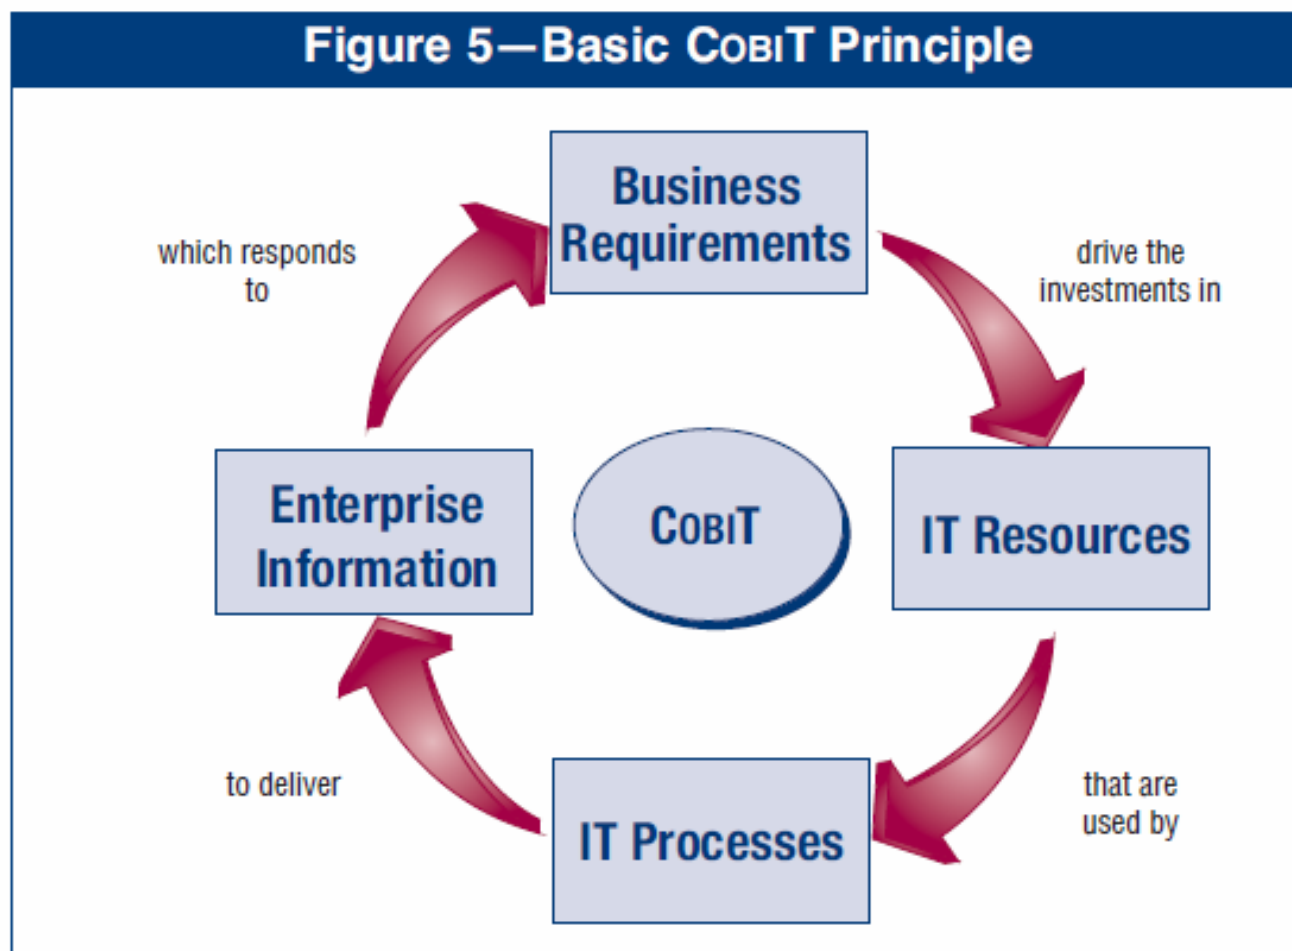 Figure 5—Basic COBIT Principle
Business
Requirements
which responds
to
drive the
investments in
Enterprise
Information
COBIT
IT Resources
to deliver
that are
used by
IT Processes